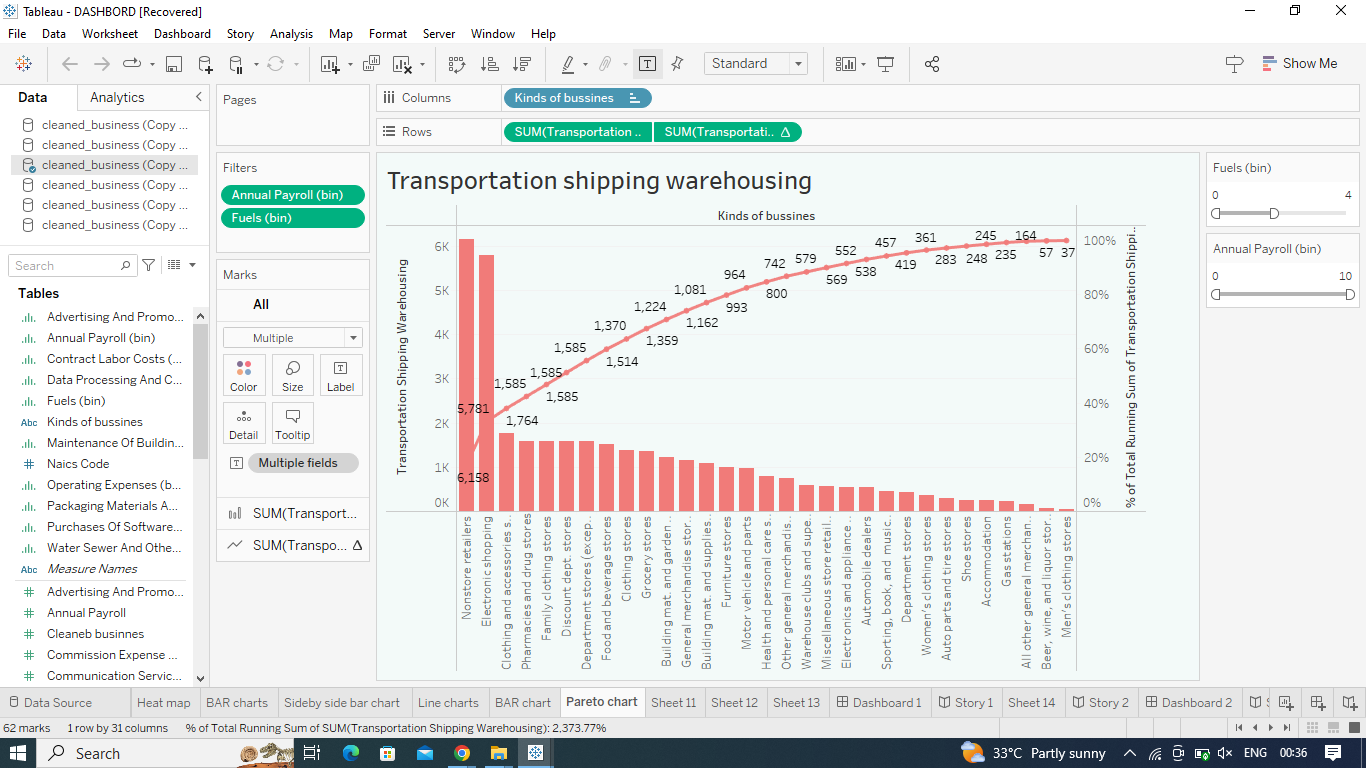 Tableau - DASHBORD [Recovered]
File Data Worksheet Dashboard Story Analysis Map Format Server Window Help
Standard
Show Me
Data Analytics
cleaned_business (Copy ...
cleaned_business (Copy ...
cleaned_business (Copy ...
cleaned_business (Copy ...
cleaned_business (Copy ...
cleaned_business (Copy ...
Search
Tables
Advertising And Promo...
Annual Payroll (bin)
Contract Labor Costs (...
Data Processing And C...
Fuels (bin)
Abc Kinds of bussines
Maintenance Of Buildin...
Naics Code
Operating Expenses (b...
Packaging Materials A...
Purchases Of Software...
Water Sewer And Othe...
Abc Measure Names
Advertising And Promo...
Annual Payroll
Cleaneb businnes
Commission Expense ...
Communication Servic...
Pages
Filters
Annual Payroll (bin)
Fuels (bin)
Marks
All
Multiple
Color Size Label
Detail Tooltip
Multiple fields
SUM(Transport...
SUM(Transpo... Δ
Columns Kinds of bussines
Rows SUM(Transportation .. SUM(Transportati.. Δ
Transportation shipping warehousing
Kinds of bussines
Transportation Shipping Warehousing
6K
5K
4K
3K
2K
1K
0K
6,158
5,781
1,585
1,764
1,585
1,585
1,585
1,370
1,514
1,224
1,359
1,081
1,162
964
993
742
800
579
569
552
538
457
419
361
283
245
248
235
164
57
37
100%
80%
60%
40%
20%
0%
% of Total Running Sum of Transportation Shippi..
Nonstore retailers
Electronic shopping
Clothing and accessories s..
Pharmacies and drug stores
Family clothing stores
Discount dept. stores
Department stores (excep..
Food and beverage stores
Clothing stores
Grocery stores
Building mat. and garden ..
General merchandise stor..
Building mat. and supplies..
Furniture stores
Motor vehicle and parts
Health and personal care s..
Other general merchandis..
Warehouse clubs and supe..
Miscellaneous store retail..
Electronics and appliance ..
Automobile dealers
Sporting, book, and music..
Department stores
Women's clothing stores
Auto parts and tire stores
Shoe stores
Accommodation
Gas stations
All other general merchan..
Beer, wine, and liquor stor..
Men's clothing stores
Fuels (bin)
0 4
Annual Payroll (bin)
0 10
Data Source Heat map BAR charts Sideby side bar chart Line charts BAR chart Pareto chart Sheet 11 Sheet 12 Sheet 13 Dashboard 1 Story 1 Sheet 14 Story 2 Dashboard 2
62 marks 1 row by 31 columns % of Total Running Sum of SUM(Transportation Shipping Warehousing): 2,373.77%
Search
33°C Partly sunny ENG 00:36